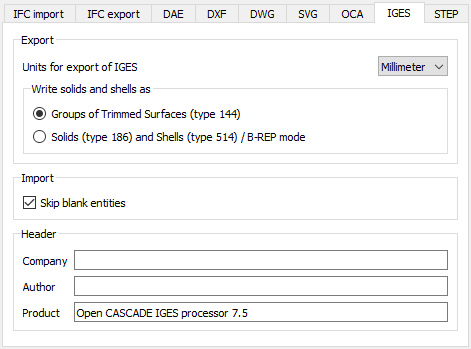 IFC import IFC export DAE DXF DWG SVG OCA IGES STEP
Export
Units for export of IGES Millimeter
Write solids and shells as
Groups of Trimmed Surfaces (type 144)
Solids (type 186) and Shells (type 514) / B-REP mode
Import
Skip blank entities
Header
Company
Author
Product Open CASCADE IGES processor 7.5